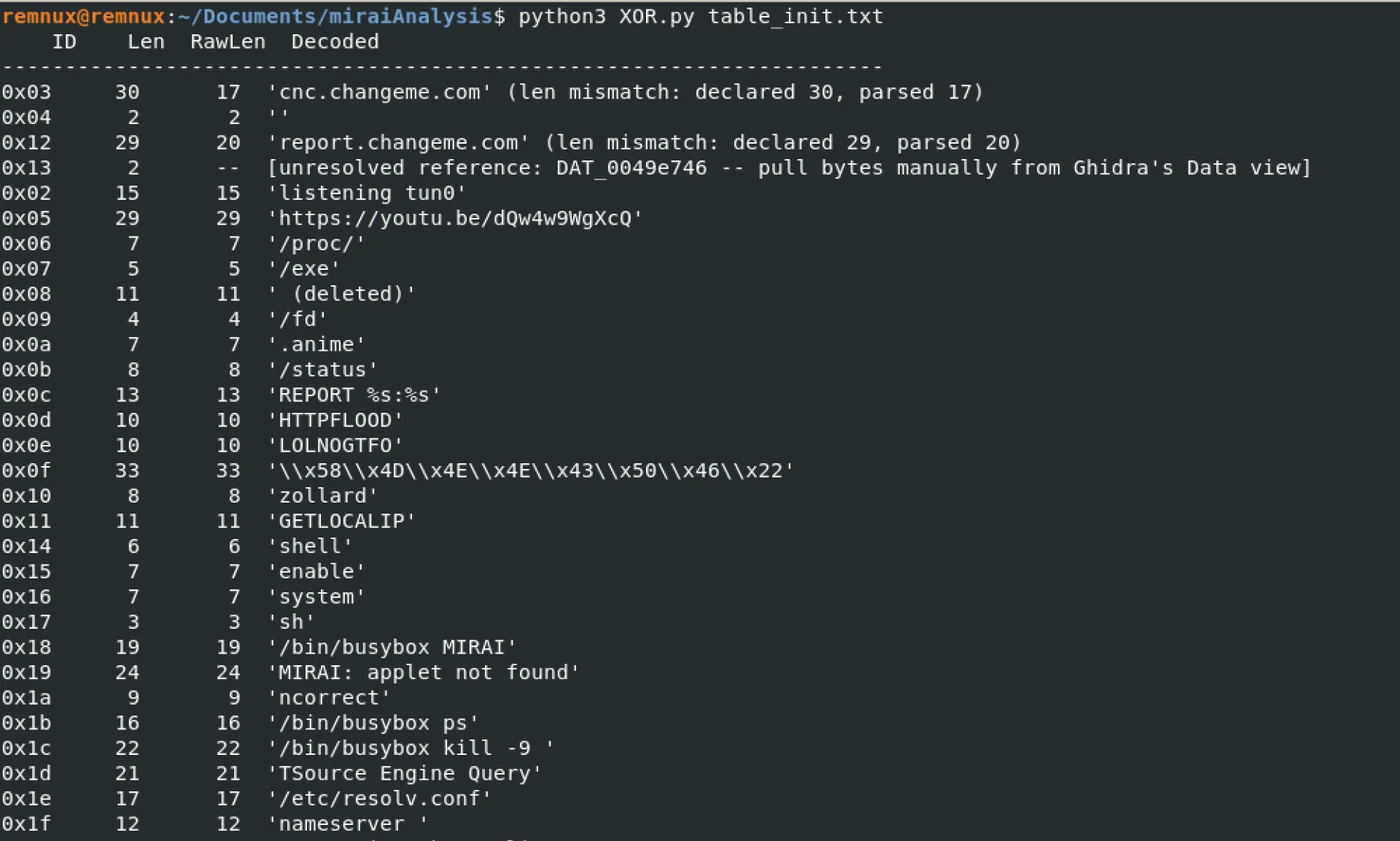 remnux@remnux:~/Documents/miraiAnalysis$ python3 XOR.py table_init.txt
    ID    Len  RawLen  Decoded
----------------------------------------------------------------------
0x03     30      17  'cnc.changeme.com' (len mismatch: declared 30, parsed 17)
0x04      2       2  ''
0x12     29      20  'report.changeme.com' (len mismatch: declared 29, parsed 20)
0x13      2      --  [unresolved reference: DAT_0049e746 -- pull bytes manually from Ghidra's Data view]
0x02     15      15  'listening tun0'
0x05     29      29  'https://youtu.be/dQw4w9WgXcQ'
0x06      7       7  '/proc/'
0x07      5       5  '/exe'
0x08     11      11  ' (deleted)'
0x09      4       4  '/fd'
0x0a      7       7  '.anime'
0x0b      8       8  '/status'
0x0c     13      13  'REPORT %s:%s'
0x0d     10      10  'HTTPFLOOD'
0x0e     10      10  'LOLNOGTFO'
0x0f     33      33  '\\x58\\x4D\\x4E\\x4E\\x43\\x50\\x46\\x22'
0x10      8       8  'zollard'
0x11     11      11  'GETLOCALIP'
0x14      6       6  'shell'
0x15      7       7  'enable'
0x16      7       7  'system'
0x17      3       3  'sh'
0x18     19      19  '/bin/busybox MIRAI'
0x19     24      24  'MIRAI: applet not found'
0x1a      9       9  'ncorrect'
0x1b     16      16  '/bin/busybox ps'
0x1c     22      22  '/bin/busybox kill -9 '
0x1d     21      21  'TSource Engine Query'
0x1e     17      17  '/etc/resolv.conf'
0x1f     12      12  'nameserver '